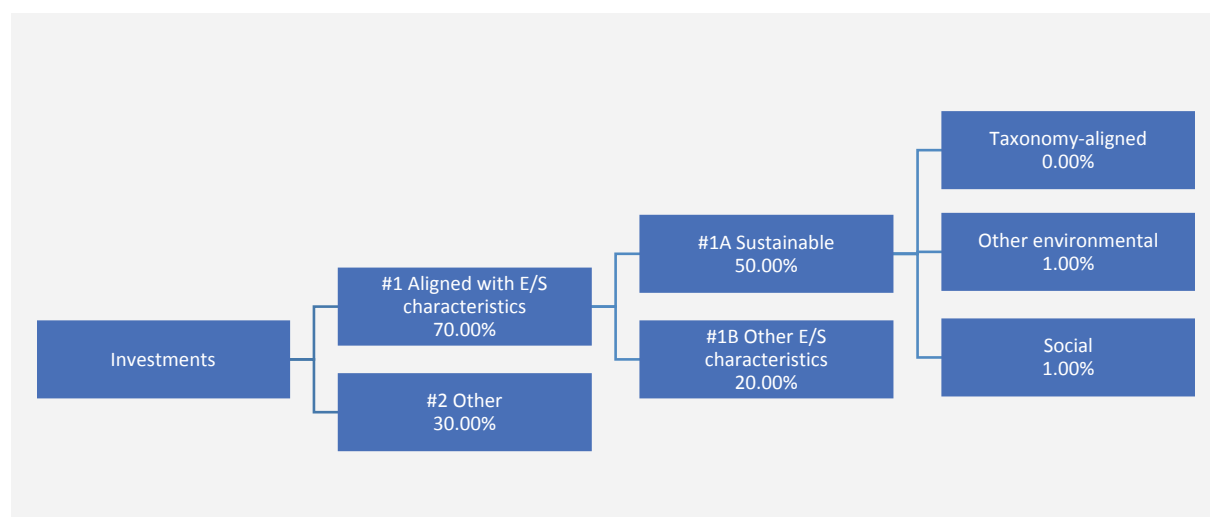 Investments
#1 Aligned with E/S
characteristics
70.00%
#2 Other
30.00%
#1A Sustainable
50.00%
#1B Other E/S
characteristics
20.00%
Taxonomy-aligned
0.00%
Other environmental
1.00%
Social
1.00%